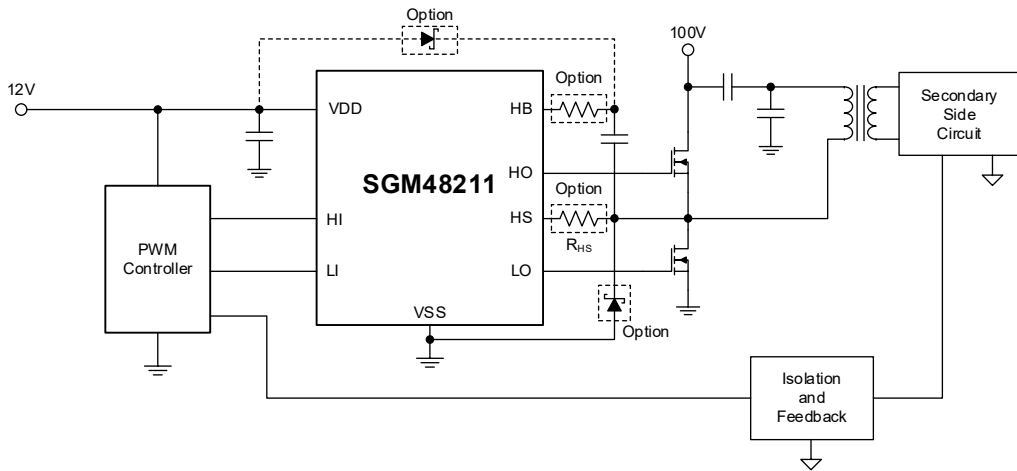 Option
100V
12V
Option
VDD
HB
Secondary
Side
Circuit
SGM48211
HO
Option
HI
HS
R_HS
PWM
Controller
LI
LO
VSS
Option
Isolation
and
Feedback